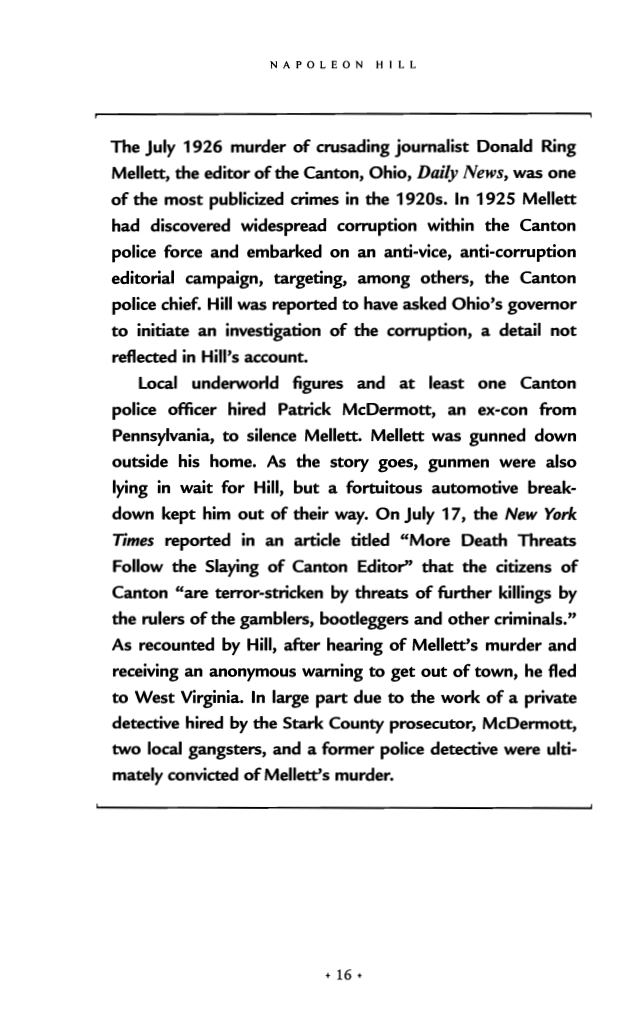 NAPOLEON HILL
The July 1926 murder of crusading journalist Donald Ring
Mellett, the editor of the Canton, Ohio, Daily News, was one
of the most publicized crimes in the 1920s. In 1925 Mellett
had discovered widespread corruption within the Canton
police force and embarked on an anti-vice, anti-corruption
editorial campaign, targeting, among others, the Canton
police chief. Hill was reported to have asked Ohio's governor
to initiate an investigation of the corruption, a detail not
reflected in Hill's account.
Local underworld figures and at least one Canton
police officer hired Patrick McDermott, an ex-con from
Pennsylvania, to silence Mellett. Mellett was gunned down
outside his home. As the story goes, gunmen were also
lying in wait for Hill, but a fortuitous automotive break-
down kept him out of their way. On July 17, the New York
Times reported in an article titled “More Death Threats
Follow the Slaying of Canton Editor” that the citizens of
Canton “are terror-stricken by threats of further killings by
the rulers of the gamblers, bootleggers and other criminals.”
As recounted by Hill, after hearing of Mellett's murder and
receiving an anonymous warning to get out of town, he fled
to West Virginia. In large part due to the work of a private
detective hired by the Stark County prosecutor, McDermott,
two local gangsters, and a former police detective were ulti-
mately convicted of Mellett's murder.
• 16 •